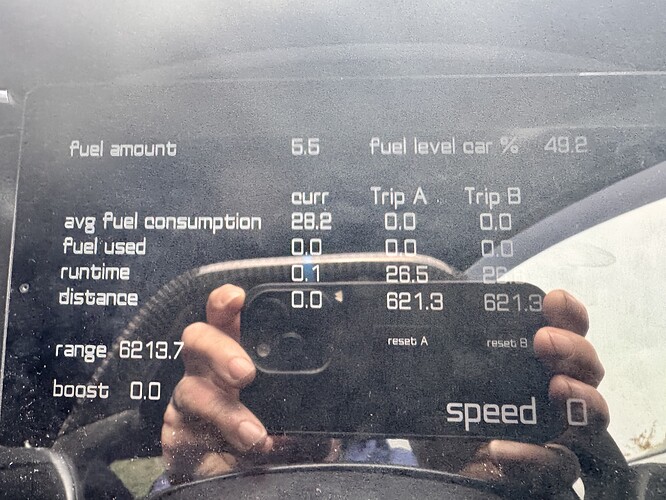 fuel amount 5.5 fuel level car % 49.2
curr Trip A Trip B
avg fuel consumption 28.2 0.0 0.0
fuel used 0.0 0.0 0.0
runtime 0.1 26.5
distance 0.0 621.3 621.3
reset A reset B
range 6213.7
boost 0.0
speed 0